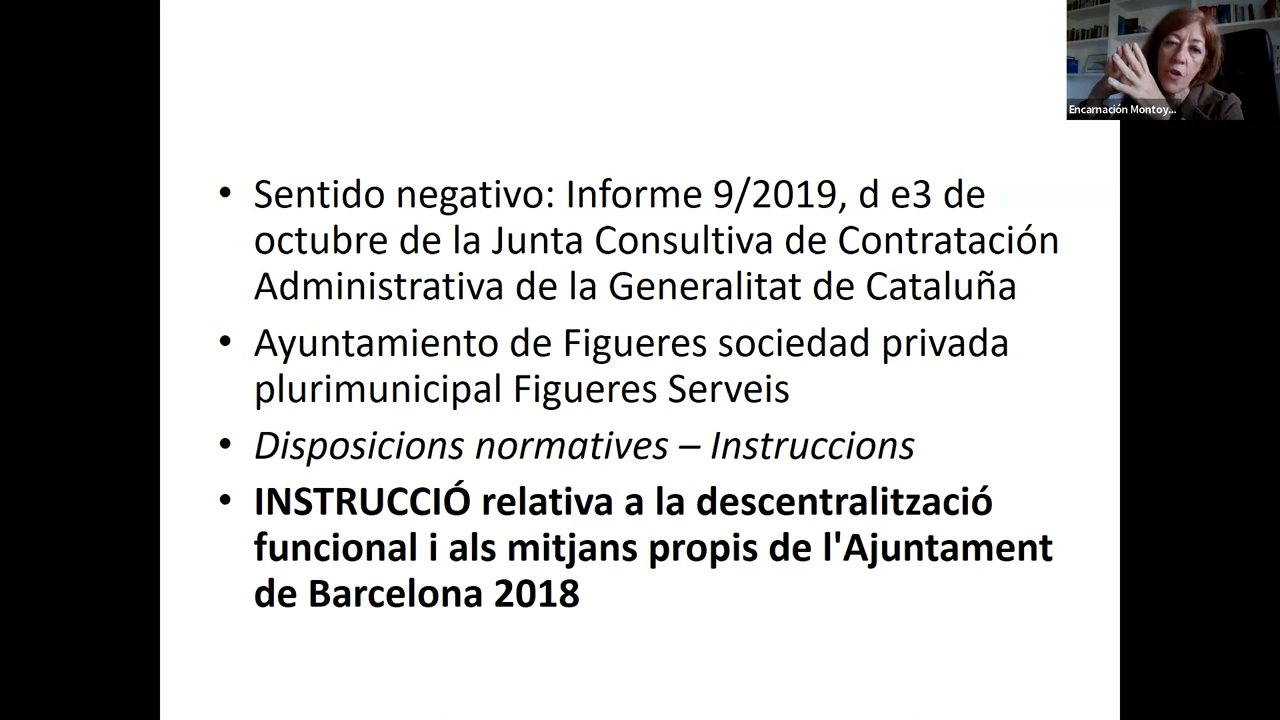 Encarnación Montoy...
• Sentido negativo: Informe 9/2019, d e3 de
octubre de la Junta Consultiva de Contratación
Administrativa de la Generalitat de Cataluña
• Ayuntamiento de Figueres sociedad privada
plurimunicipal Figueres Serveis
• Disposicions normatives – Instruccions
• INSTRUCCIÓ relativa a la descentralització
funcional i als mitjans propis de l'Ajuntament
de Barcelona 2018